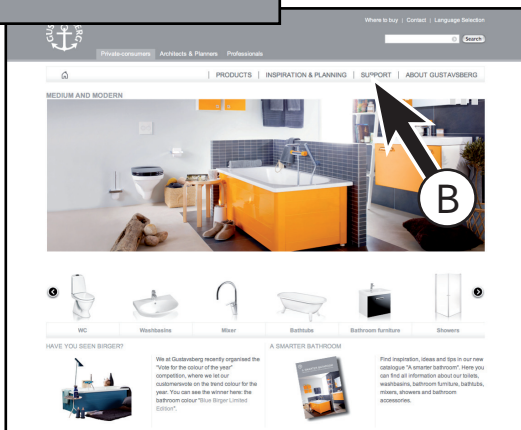 Where to buy | Contact | Language Selection
Search
Private-consumers Architects & Planners Professionals
PRODUCTS | INSPIRATION & PLANNING | SUPPORT | ABOUT GUSTAVSBERG
MEDIUM AND MODERN
B
WC Washbasins Mixer Bathtubs Bathroom furniture Showers
HAVE YOU SEEN BIRGER?
We at Gustavsberg recently organised the
"Vote for the colour of the year"
competition, where we let our
customersvote on the trend colour for the
year. You can see the winner here: the
bathroom colour "Blue Birger Limited
Edition".
A SMARTER BATHROOM
Find inspiration, ideas and tips in our new
catalogue "A smarter bathroom". Here you
can find all information about our toilets,
washbasins, bathroom furniture, bathtubs,
mixers, showers and bathroom
accessories.